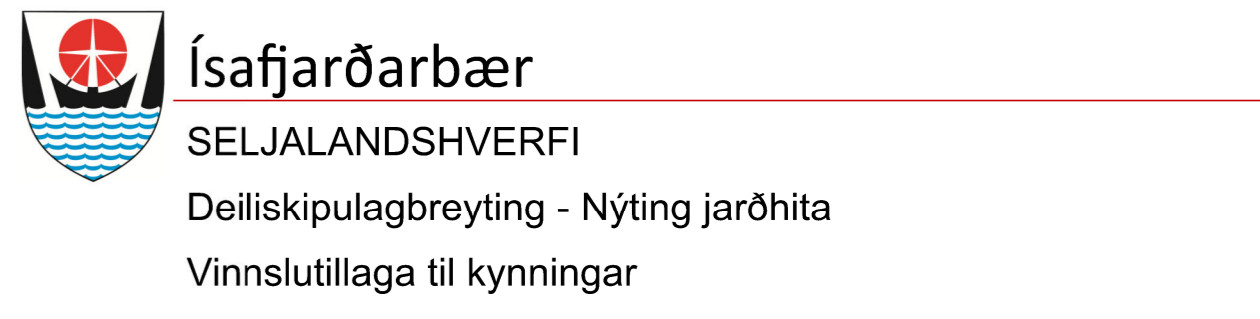 Ísafjarðarbær
SELJALANDSHVERFI
Deiliskipulagbreyting - Nýting jarðhita
Vinnslutillaga til kynningar